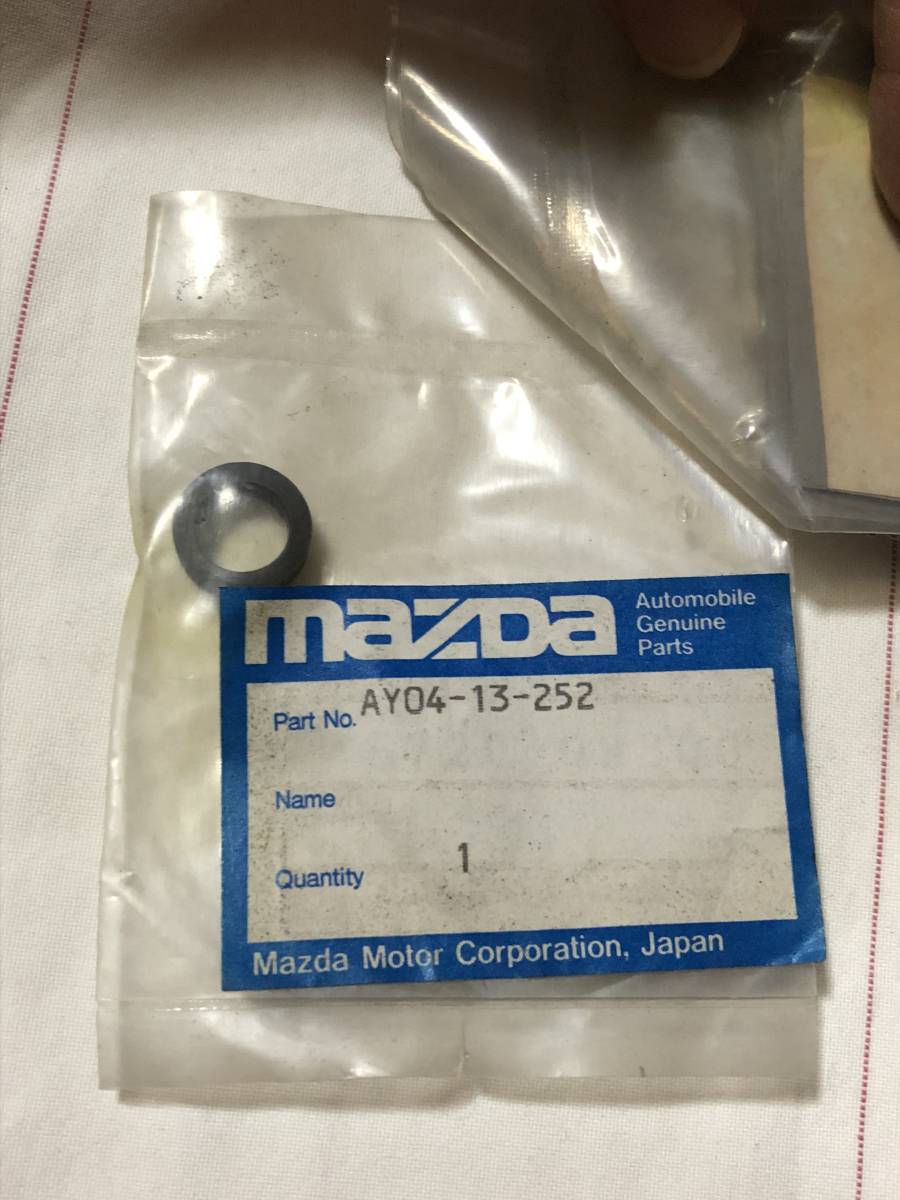 mazDa
Automobile
Genuine
Parts
Part No. AY04-13-252
Name
Quantity 1
Mazda Motor Corporation, Japan